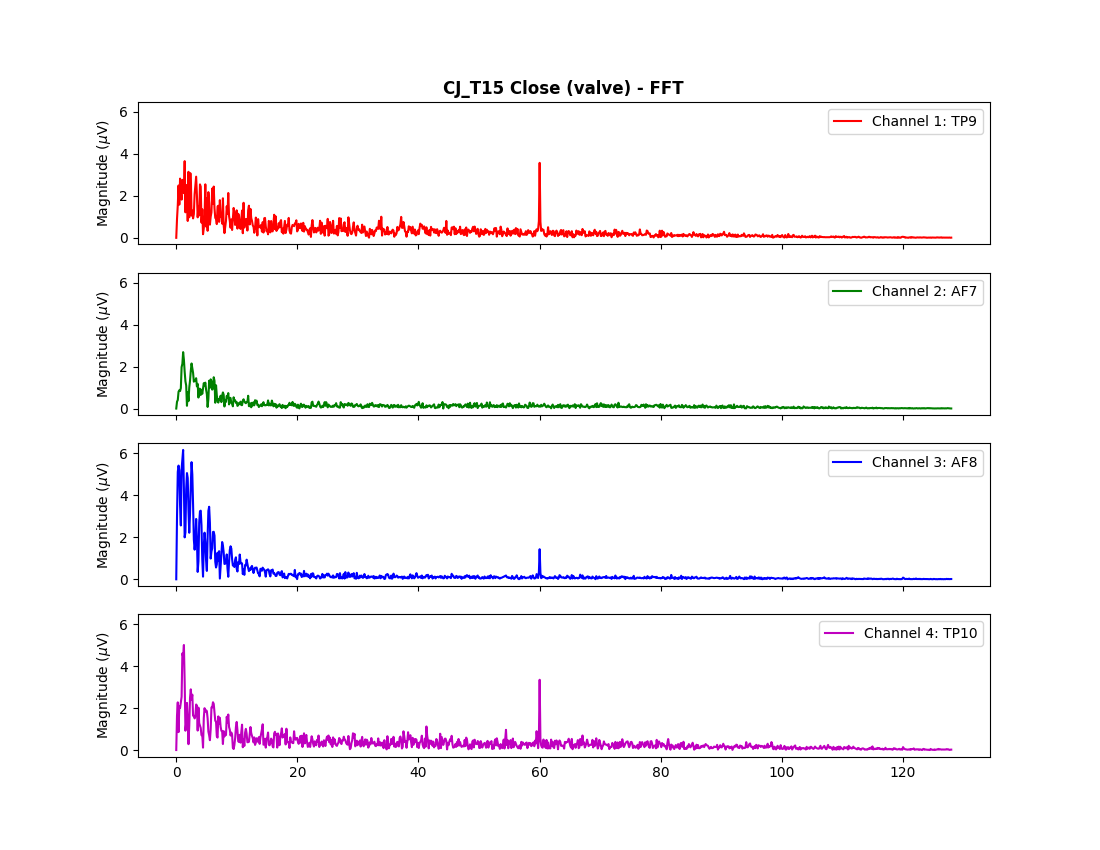 CJ_T15 Close (valve) - FFT
6
4
2
0
Magnitude (μV)
Channel 1: TP9
6
4
2
0
Magnitude (μV)
Channel 2: AF7
6
4
2
0
Magnitude (μV)
Channel 3: AF8
6
4
2
0
Magnitude (μV)
Channel 4: TP10
0 20 40 60 80 100 120